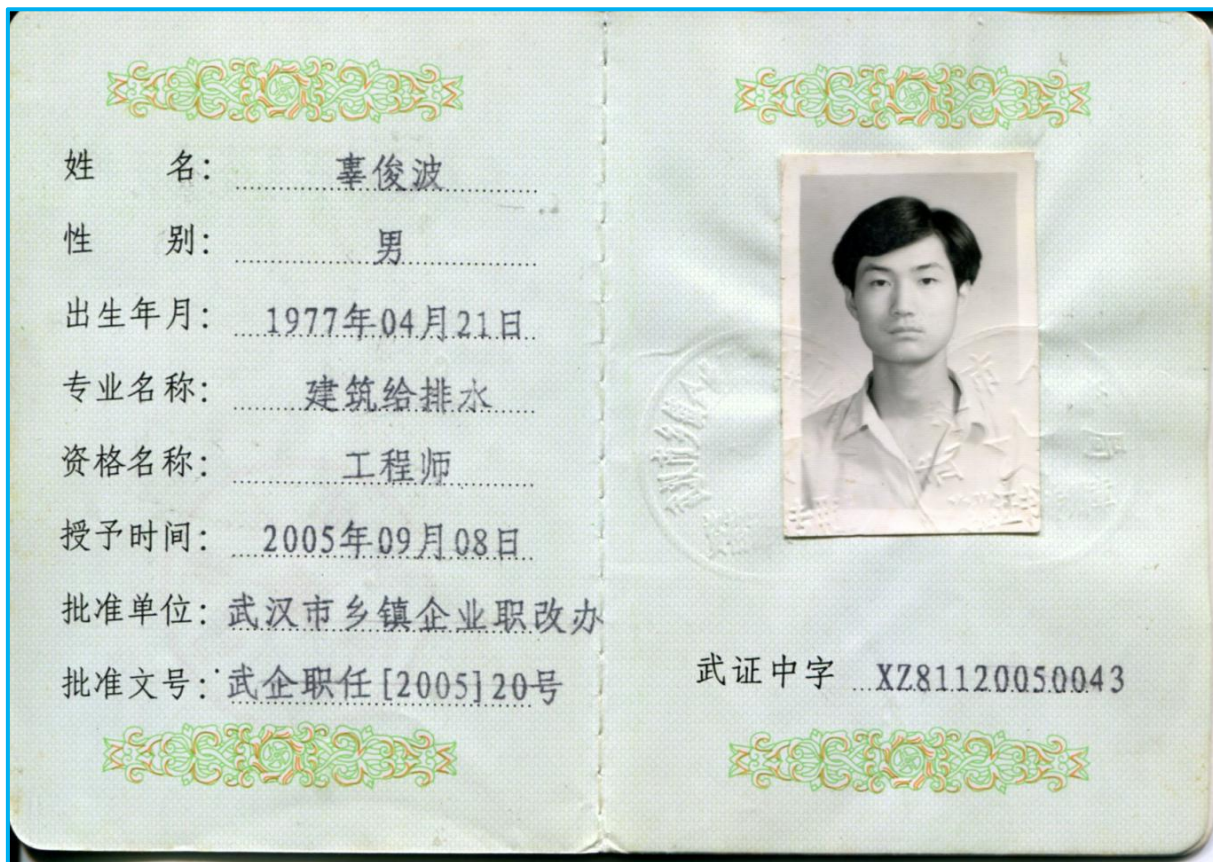 姓名：辜俊波
性别：男
出生年月：1977年04月21日
专业名称：建筑给排水
资格名称：工程师
授予时间：2005年09月08日
批准单位：武汉市乡镇企业职改办
批准文号：武企职任[2005]20号
武证中字 XZ81120050043